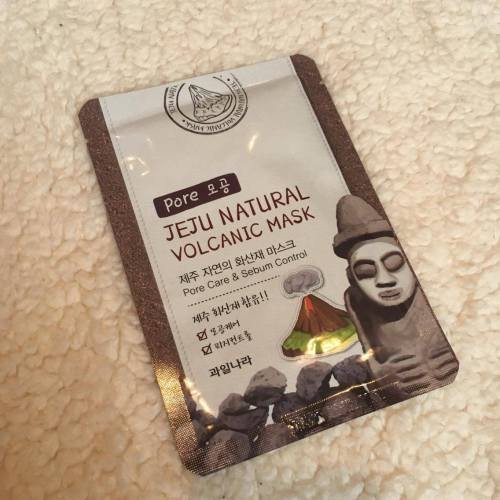 Pore 모공
JEJU NATURAL
VOLCANIC MASK
제주 자연의 화산재 마스크
Pore Care & Sebum Control
제주 화산재 함유!!
모공케어
피지컨트롤
과일나라